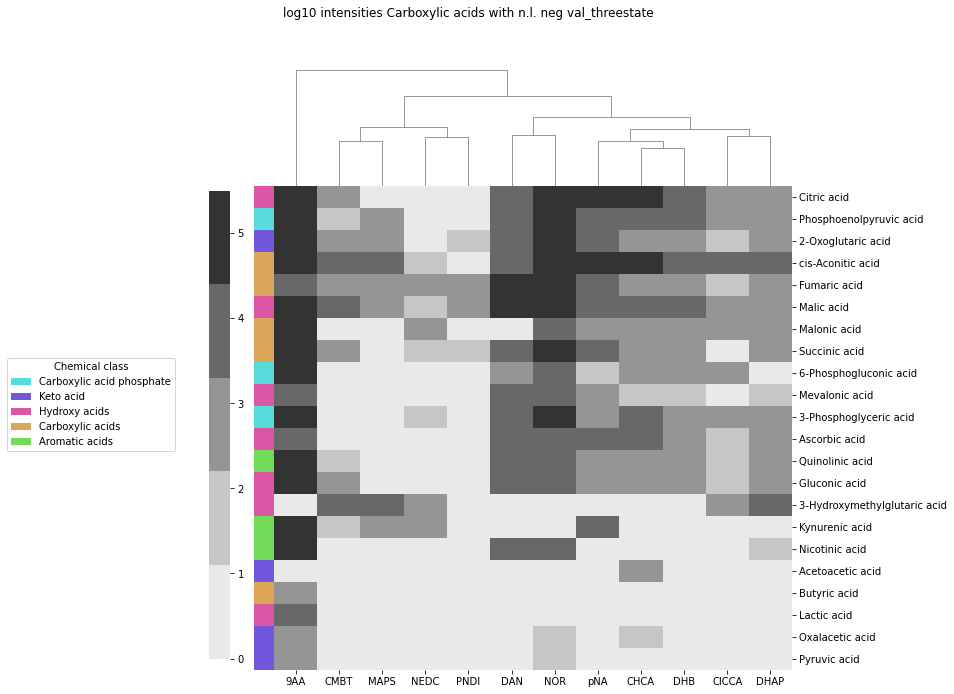 log10 intensities Carboxylic acids with n.l. neg val_threestate
Chemical class
Carboxylic acid phosphate
Keto acid
Hydroxy acids
Carboxylic acids
Aromatic acids
5
4
3
2
1
0
Citric acid
Phosphoenolpyruvic acid
2-Oxoglutaric acid
cis-Aconitic acid
Fumaric acid
Malic acid
Malonic acid
Succinic acid
6-Phosphogluconic acid
Mevalonic acid
3-Phosphoglyceric acid
Ascorbic acid
Quinolinic acid
Gluconic acid
3-Hydroxymethylglutaric acid
Kynurenic acid
Nicotinic acid
Acetoacetic acid
Butyric acid
Lactic acid
Oxalacetic acid
Pyruvic acid
9AA CMBT MAPS NEDC PNDI DAN NOR pNA CHCA DHB ClCCA DHAP